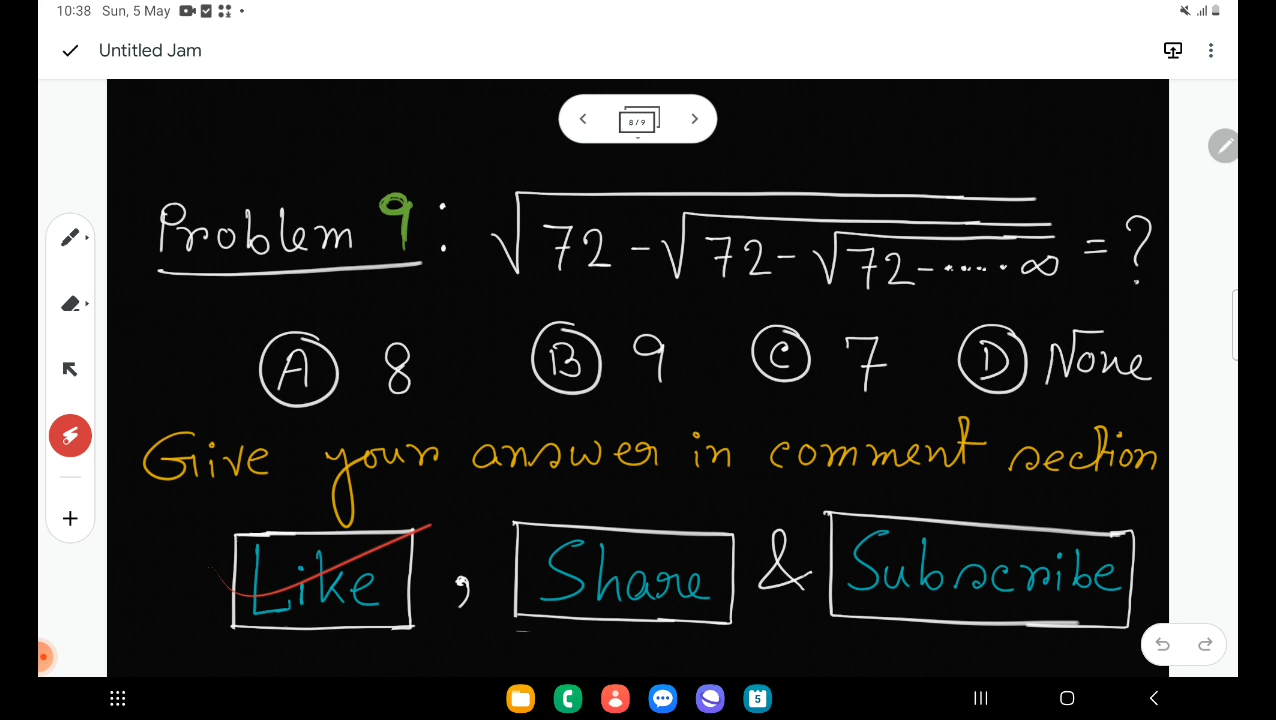 10:38 Sun, 5 May
Untitled Jam
8/9
Problem 9 : √72-√72-√72-.....∞ = ?
A 8 B 9 C 7 D None
Give your answer in comment section
Like , Share & Subscribe
5